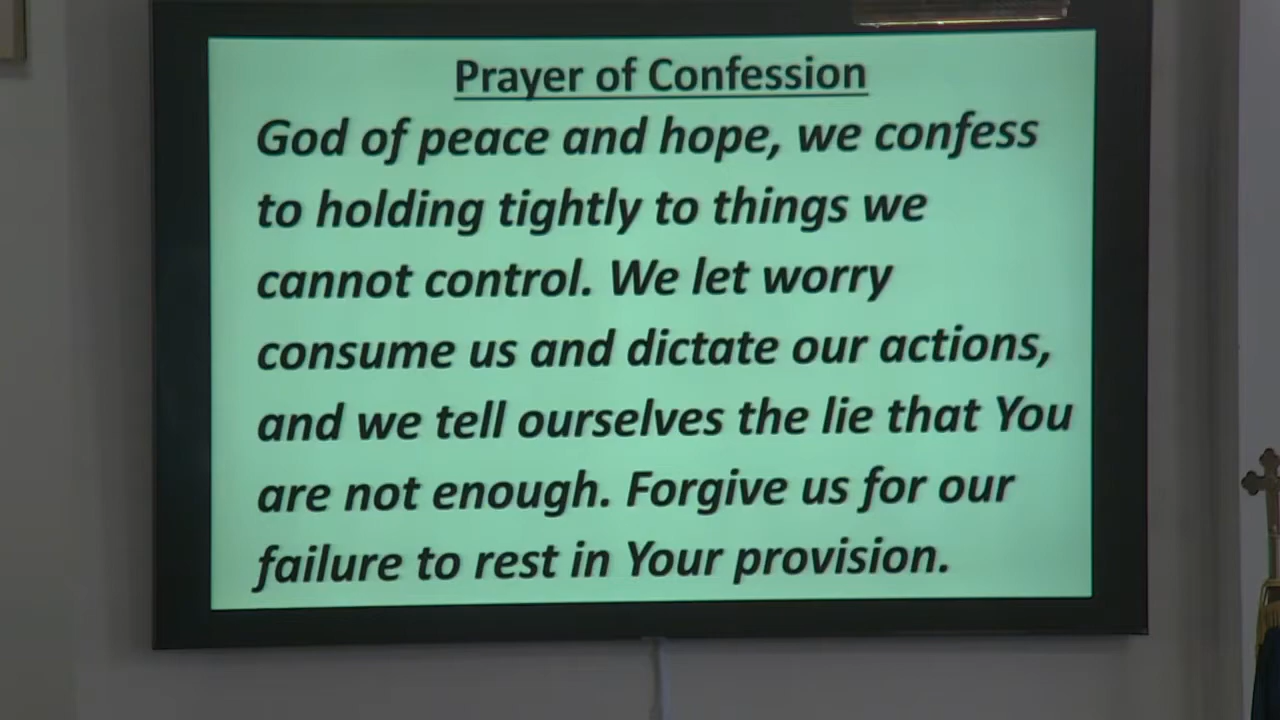 Prayer of Confession
God of peace and hope, we confess
to holding tightly to things we
cannot control. We let worry
consume us and dictate our actions,
and we tell ourselves the lie that You
are not enough. Forgive us for our
failure to rest in Your provision.